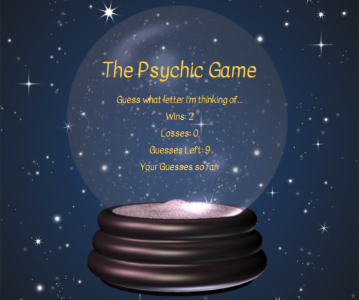 The Psychic Game
Guess what letter I'm thinking of...
Wins: 2
Losses: 0
Guesses Left: 9
Your Guesses so far: